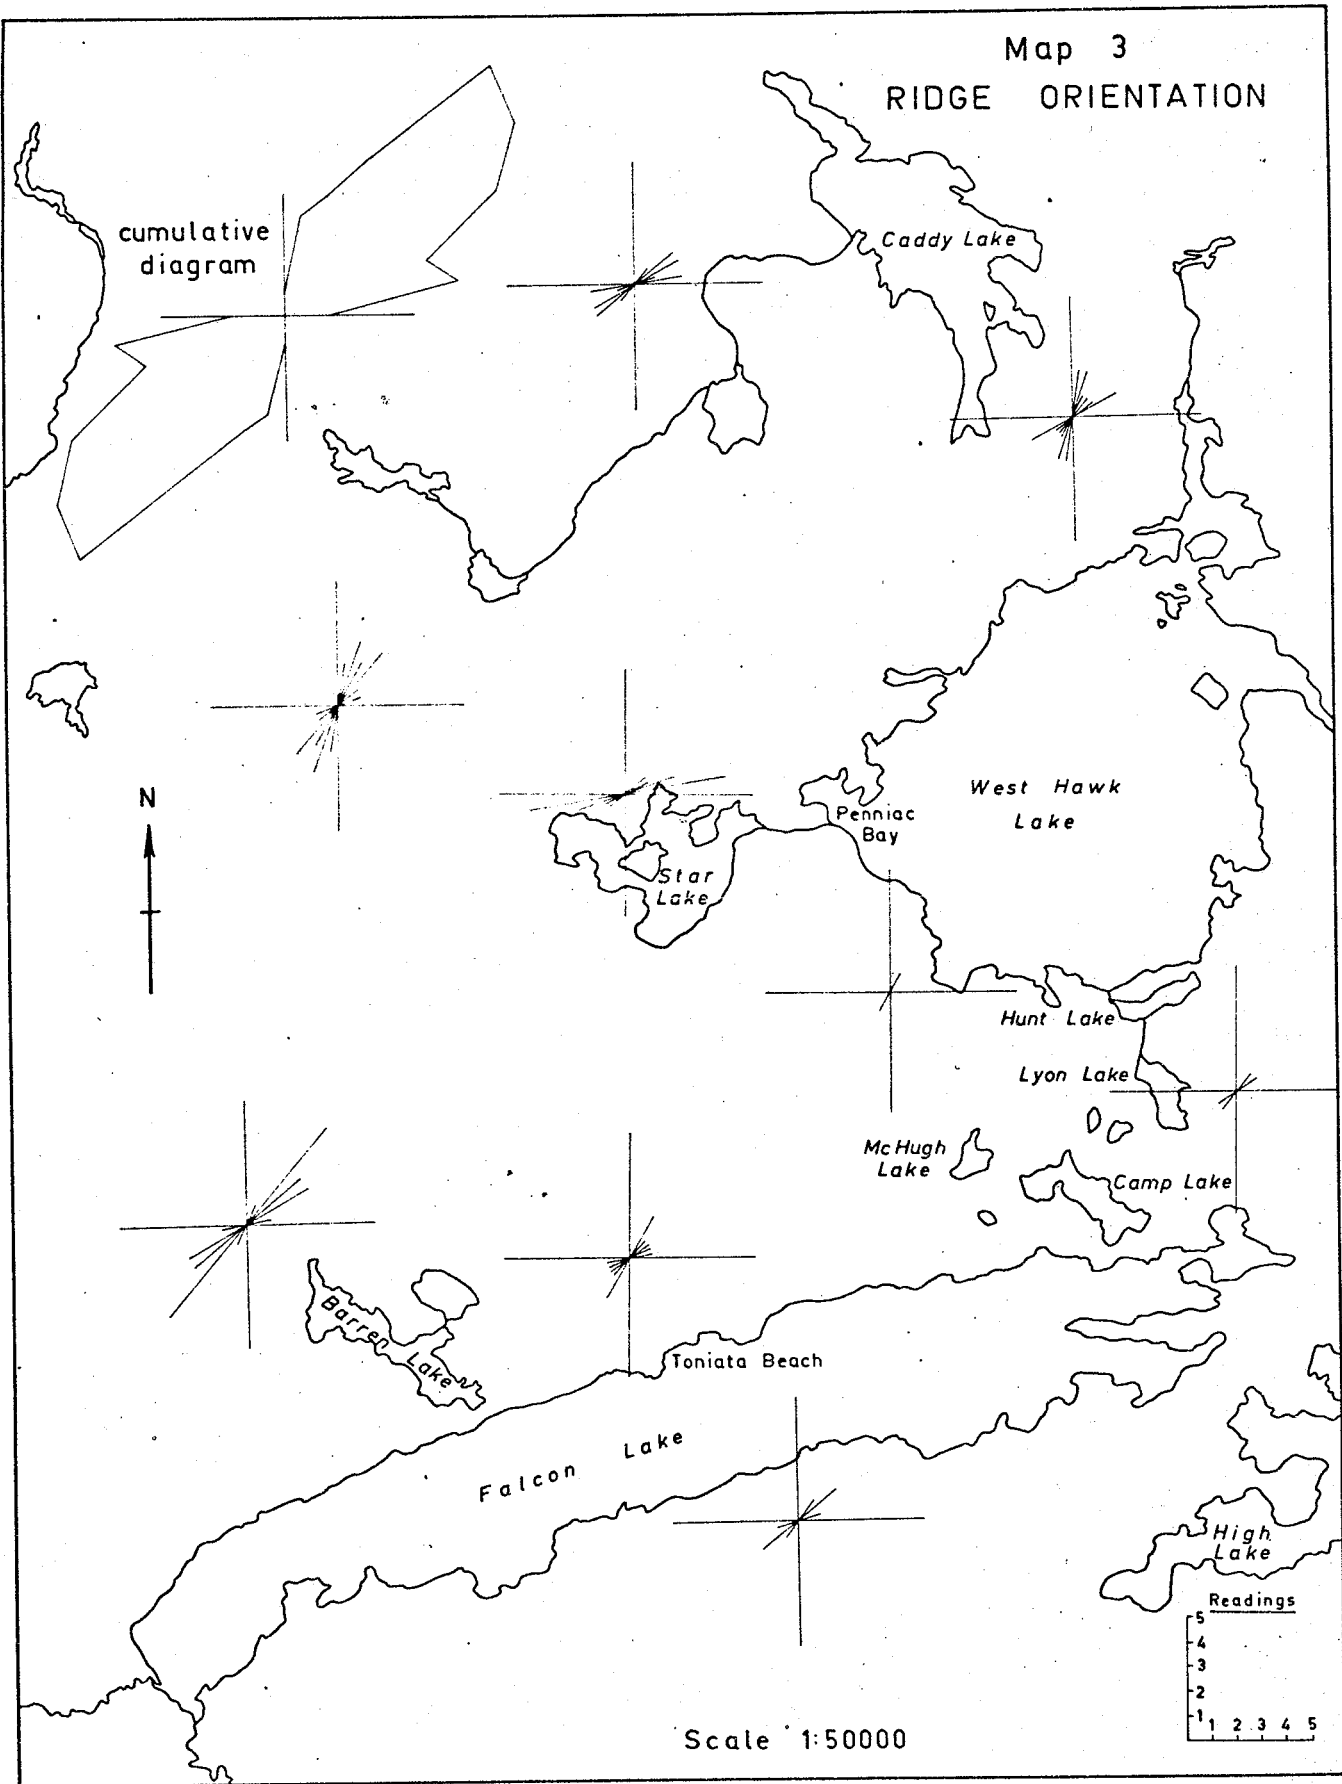 Map 3
RIDGE ORIENTATION
cumulative
diagram
Caddy Lake
N
West Hawk
Lake
Penniac
Bay
Star
Lake
Hunt Lake
Lyon Lake
McHugh
Lake
Camp Lake
Barren Lake
Toniata Beach
Falcon Lake
High
Lake
Readings
5
4
3
2
1
1 2 3 4 5
Scale 1:50000